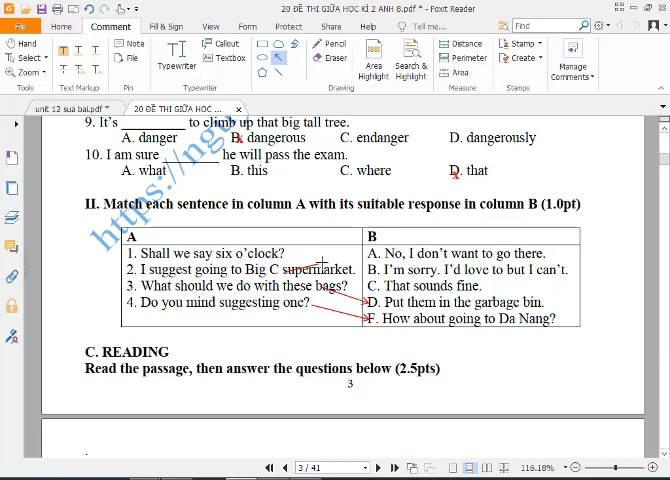 20 ĐỀ THI GIỮA HỌC KÌ 2 ANH 8.pdf * - Foxit Reader
File Home Comment Fill & Sign View Form Protect Share Help Tell me... Find
Hand
Select
Zoom
T T T T T T
Typewriter
Callout
Textbox
Note
File
Pencil
Eraser
Area Highlight
Search & Highlight
Distance
Perimeter
Area
Stamp
Create
Manage Comments
Tools Text Markup Pin Typewriter Drawing Measure Stamps
unit 12 sua bai.pdf * 20 ĐỀ THI GIỮA HỌC ...
9. It’s __________ to climb up that big tall tree.
A. danger B. dangerous C. endanger D. dangerously
10. I am sure ________ he will pass the exam.
A. what B. this C. where D. that
II. Match each sentence in column A with its suitable response in column B (1.0pt)
A B
1. Shall we say six o’clock? A. No, I don’t want to go there.
2. I suggest going to Big C supermarket. B. I’m sorry. I’d love to but I can’t.
3. What should we do with these bags? C. That sounds fine.
4. Do you mind suggesting one? D. Put them in the garbage bin.
F. How about going to Da Nang?
https://ngu
C. READING
Read the passage, then answer the questions below (2.5pts)
3
3 / 41 116.18%